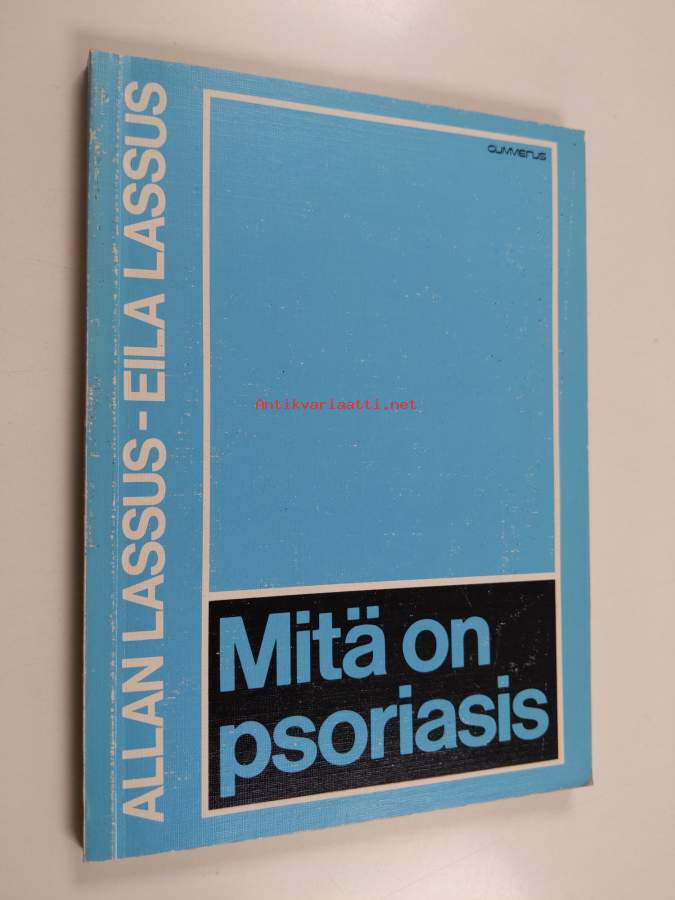 ALLAN LASSUS - EILA LASSUS
GUMMERUS
Antikvariaatti.net
Mitä on
psoriasis